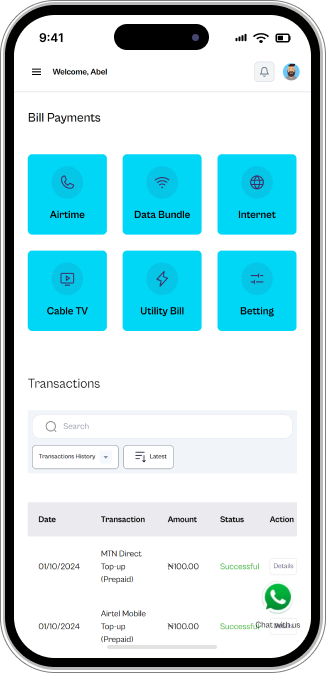 9:41
Welcome, Abel
Bill Payments
Airtime Data Bundle Internet
Cable TV Utility Bill Betting
Transactions
Search
Transactions History Latest
Date Transaction Amount Status Action
MTN Direct
01/10/2024 Top-up ₦100.00 Successful Details
(Prepaid)
Airtel Mobile
01/10/2024 Top-up ₦100.00 Successful
Chat with us
(Prepaid)